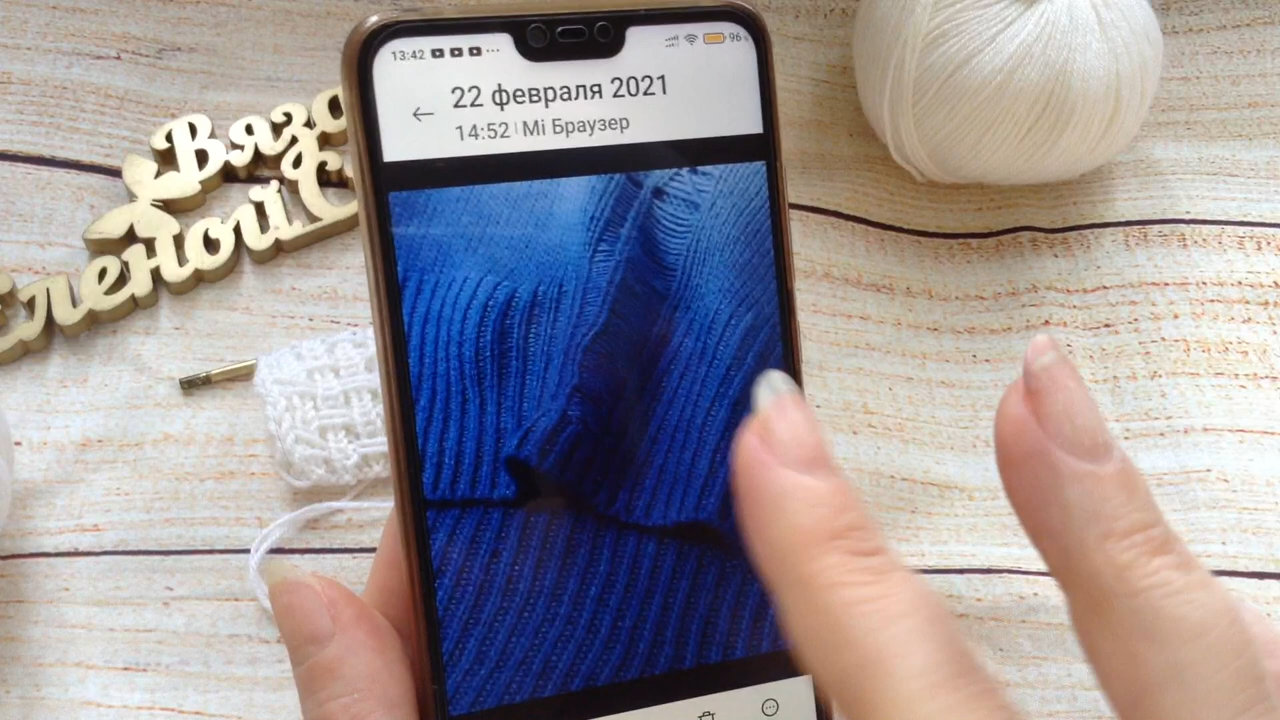 13:42
96
22 февраля 2021
14:52 | Mi Браузер
Вяза
Еленой С